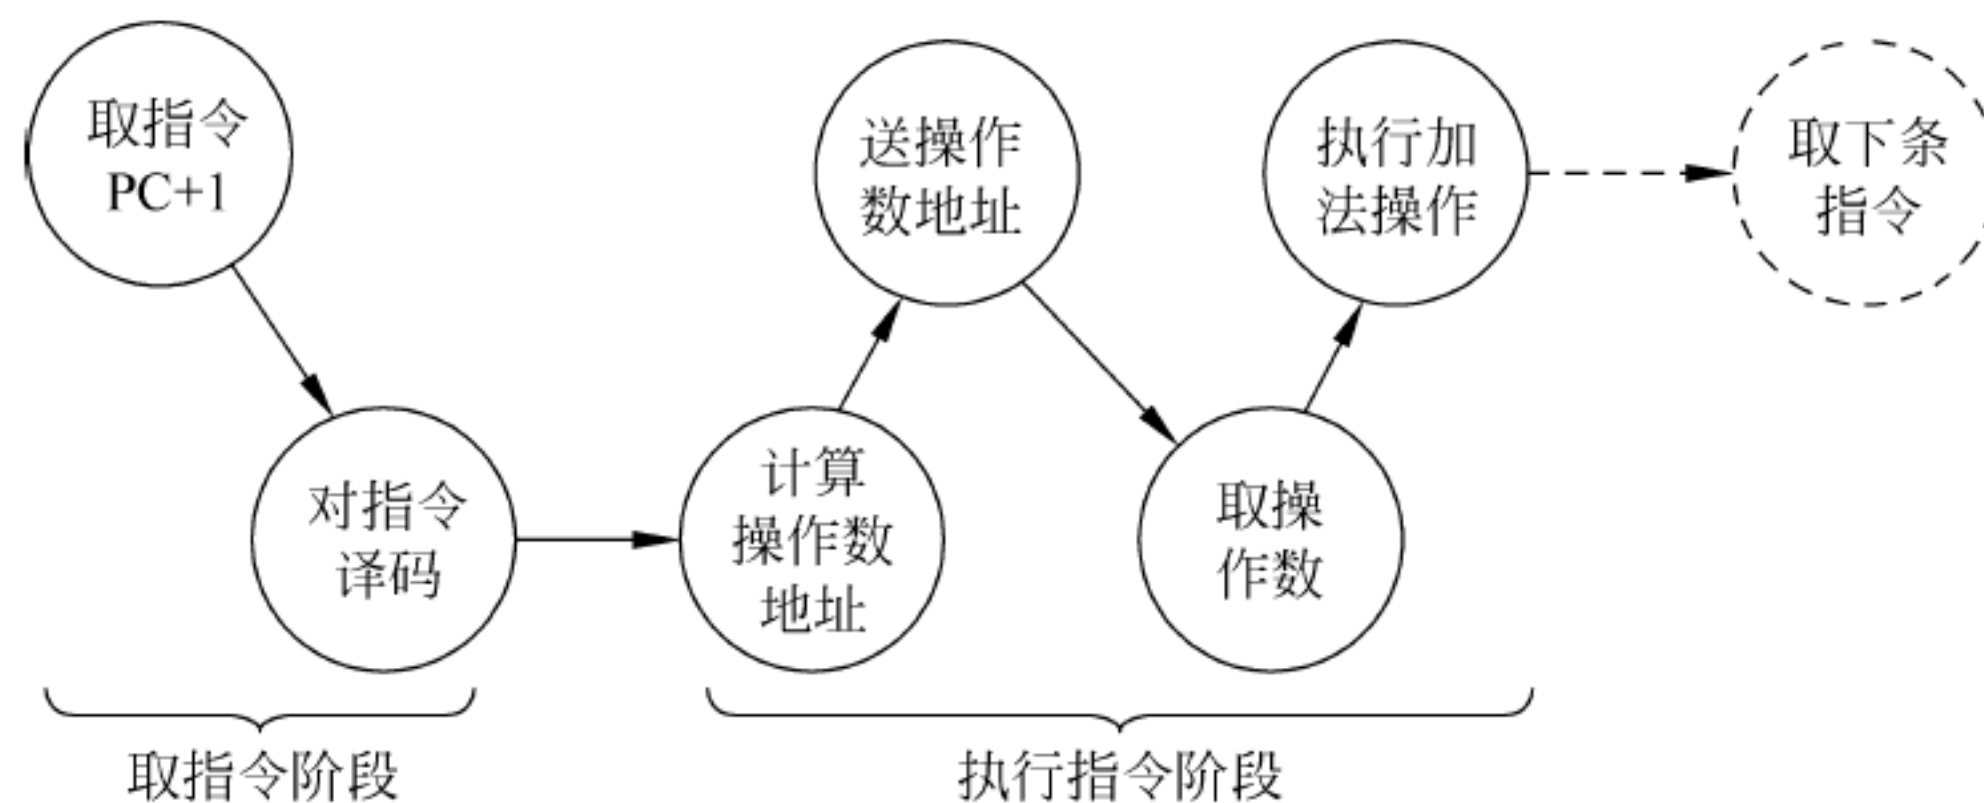 取指令
PC+1
对指令
译码
计算
操作数
地址
送操作
数地址
取操
作数
执行加
法操作
取下条
指令
取指令阶段
执行指令阶段